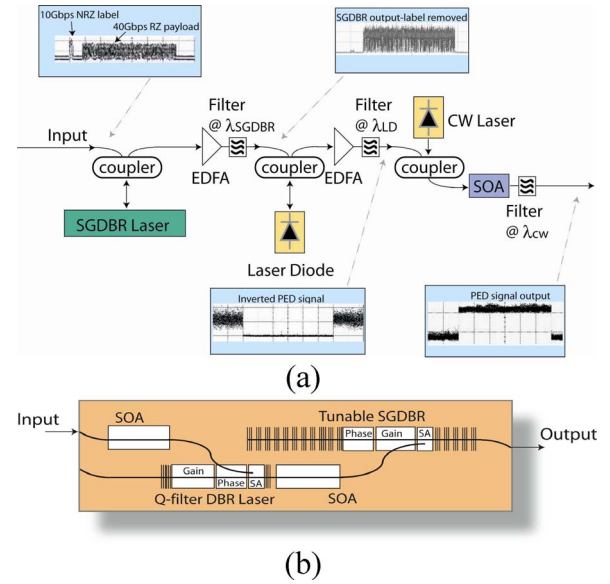 (a)
10Gbps NRZ label
40Gbps RZ payload
SGDBR output-label removed
Input
coupler
SGDBR Laser
EDFA
Filter
@ λSGDBR
coupler
Laser Diode
EDFA
Filter
@ λLD
coupler
CW Laser
SOA
Filter
@ λcw
Inverted PED signal
PED signal output
(a)
Input
SOA
Tunable SGDBR
Phase
Gain
SA
Output
Gain
Phase
SA
Q-filter DBR Laser
SOA
(b)